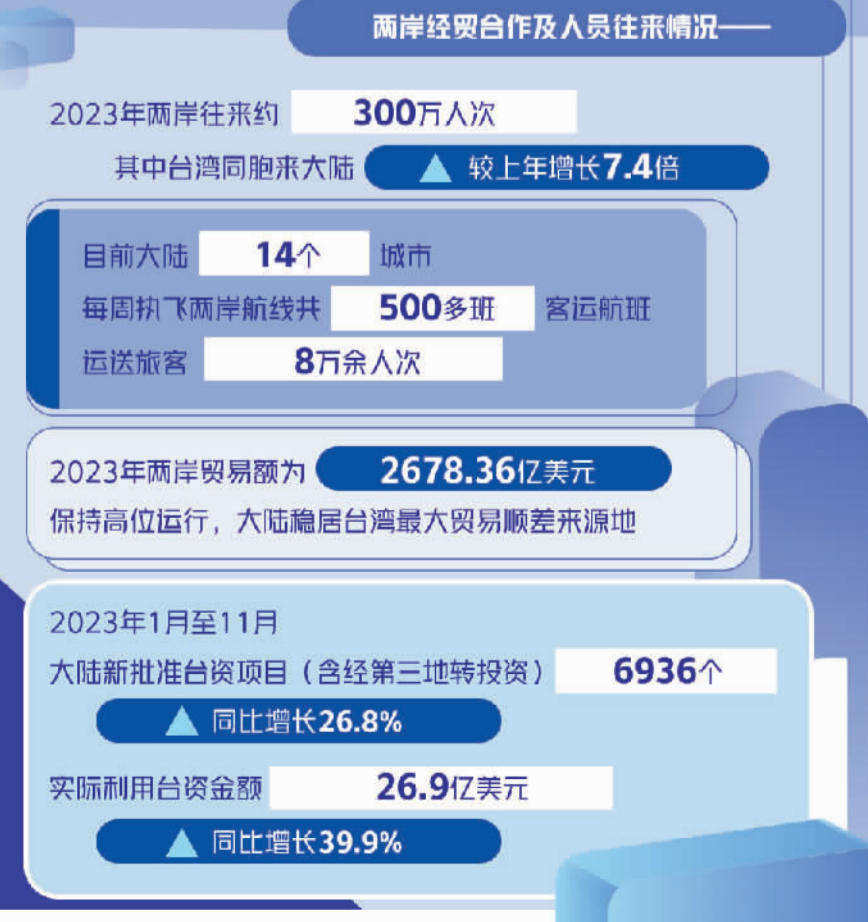 两岸经贸合作及人员往来情况——
2023年两岸往来约 300万人次
其中台湾同胞来大陆 较上年增长7.4倍
目前大陆 14个 城市
每周执飞两岸航线共 500多班 客运航班
运送旅客 8万余人次
2023年两岸贸易额为 2678.36亿美元
保持高位运行，大陆稳居台湾最大贸易顺差来源地
2023年1月至11月
大陆新批准台资项目（含经第三地转投资） 6936个
同比增长26.8%
实际利用台资金额 26.9亿美元
同比增长39.9%